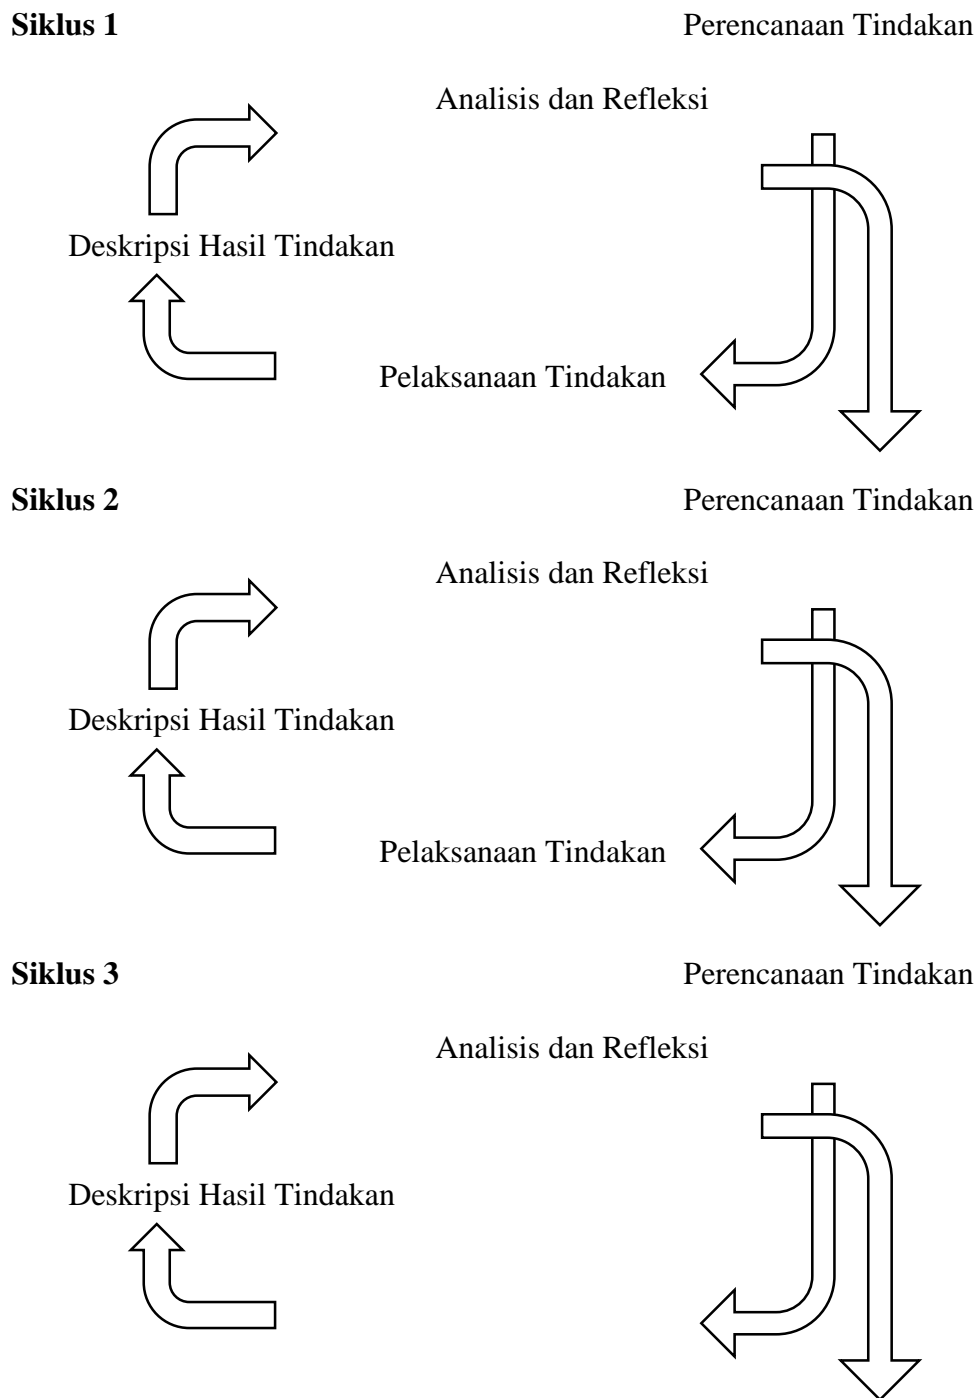 Siklus 1 Perencanaan Tindakan
Analisis dan Refleksi
Deskripsi Hasil Tindakan
Pelaksanaan Tindakan
Siklus 2 Perencanaan Tindakan
Analisis dan Refleksi
Deskripsi Hasil Tindakan
Pelaksanaan Tindakan
Siklus 3 Perencanaan Tindakan
Analisis dan Refleksi
Deskripsi Hasil Tindakan